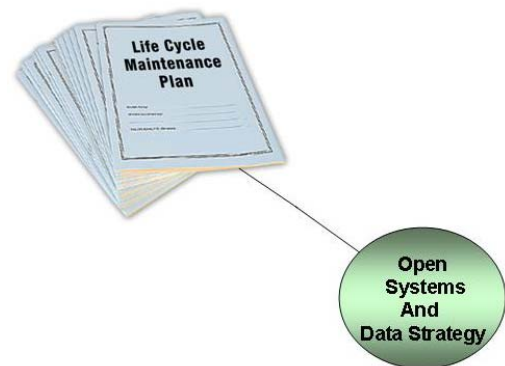 Life Cycle
Maintenance
Plan
Open
Systems
And
Data Strategy